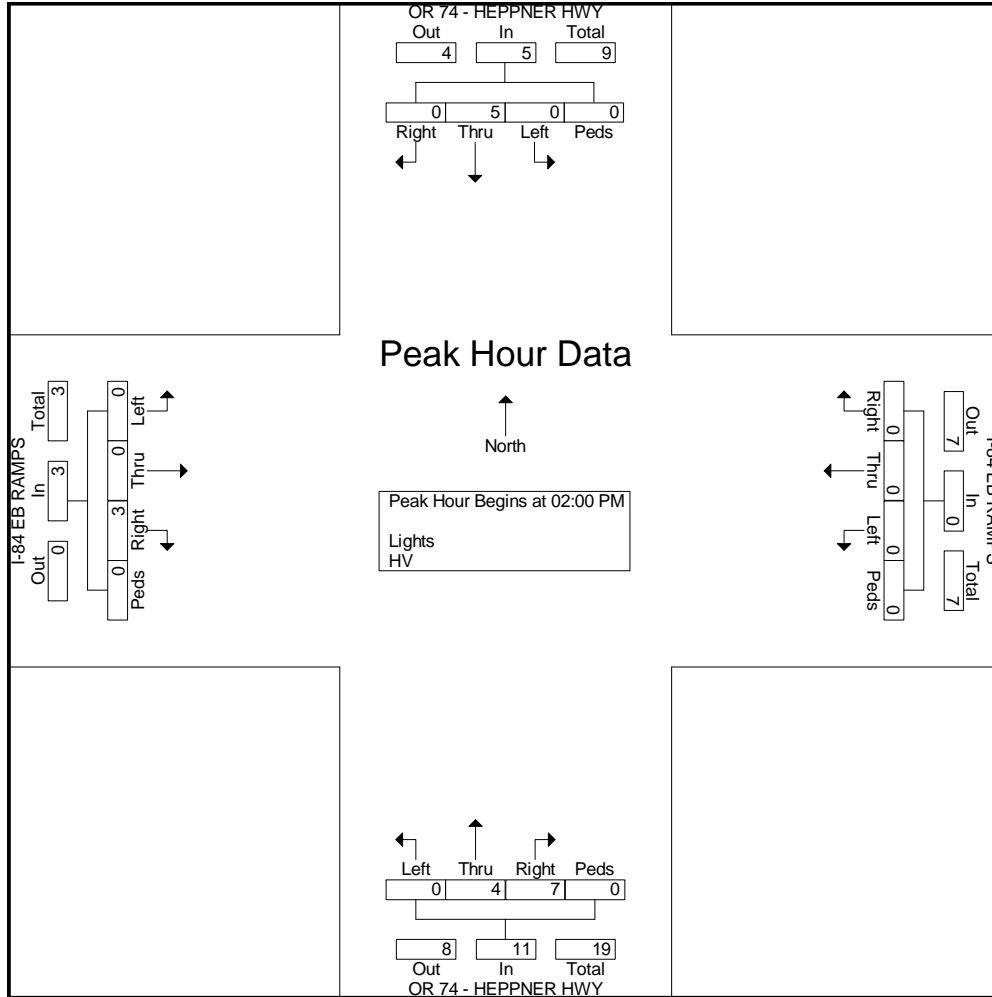 OR 74 - HEPPNER HWY
Out In Total
4 5 9
0 5 0 0
Right Thru Left Peds
Peak Hour Data
North
Peak Hour Begins at 02:00 PM
Lights
HV
I-84 EB RAMPS
Total In Out
3 3 0
0 0 3 0
Left Thru Right Peds
Right Thru Left Peds
0 0 0 0
Out In Total
7 0 7
I-84 EB RAMPS
Left Thru Right Peds
0 4 7 0
8 11 19
Out In Total
OR 74 - HEPPNER HWY